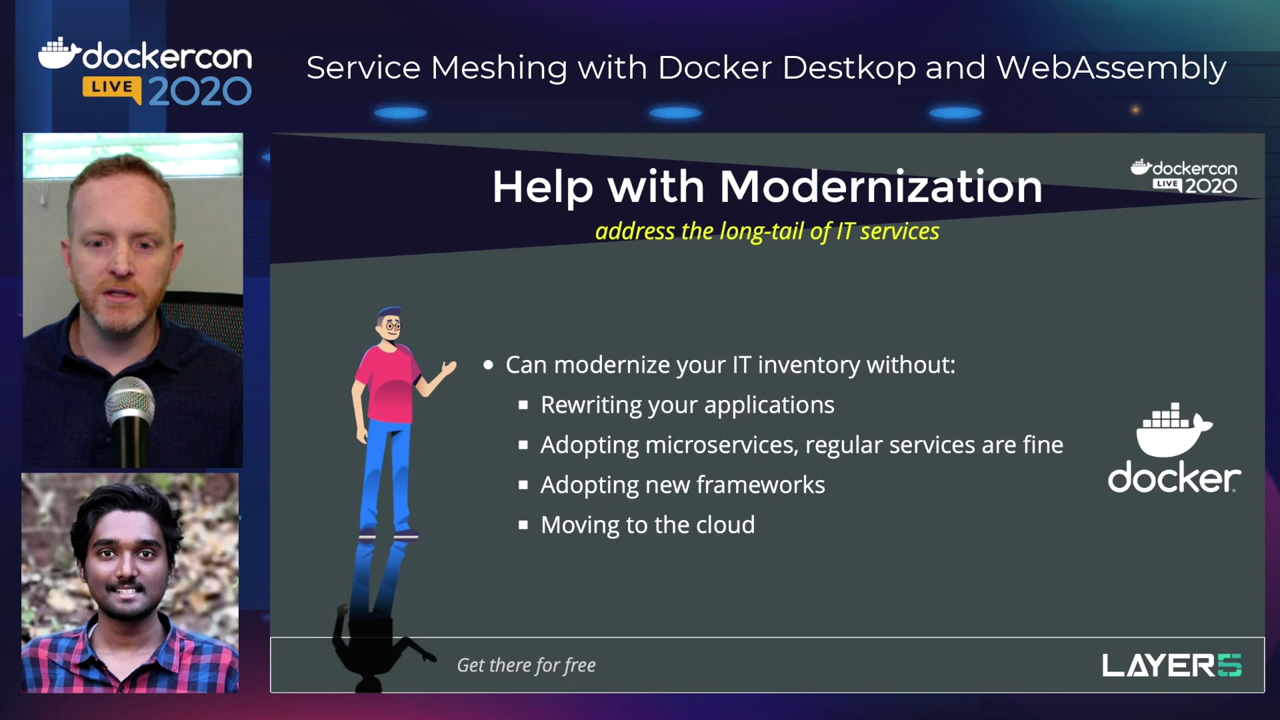 dockercon
LIVE 2020
Service Meshing with Docker Destkop and WebAssembly
Help with Modernization
dockercon
LIVE 2020
address the long-tail of IT services
Can modernize your IT inventory without:
Rewriting your applications
Adopting microservices, regular services are fine
Adopting new frameworks
Moving to the cloud
docker
Get there for free
LAYER5